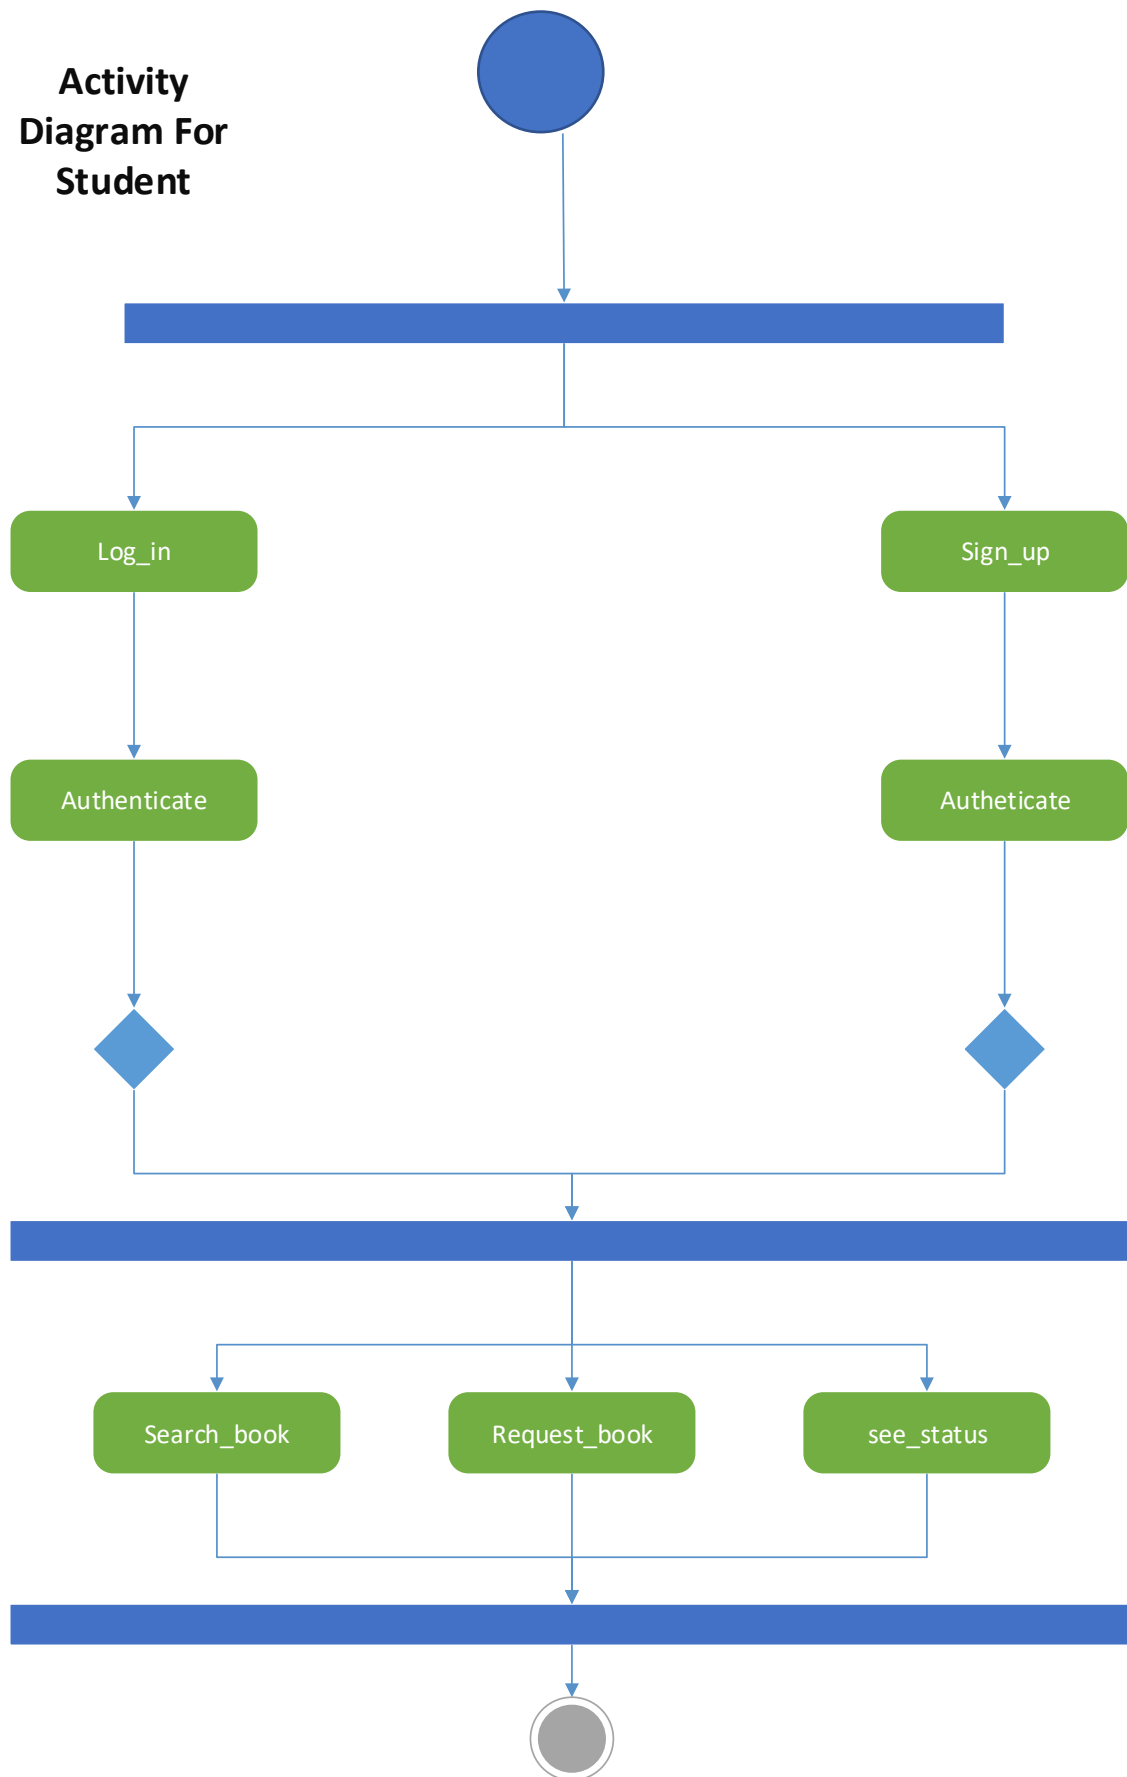 Activity
Diagram For
Student
Log_in
Sign_up
Authenticate
Autheticate
Search_book
Request_book
see_status